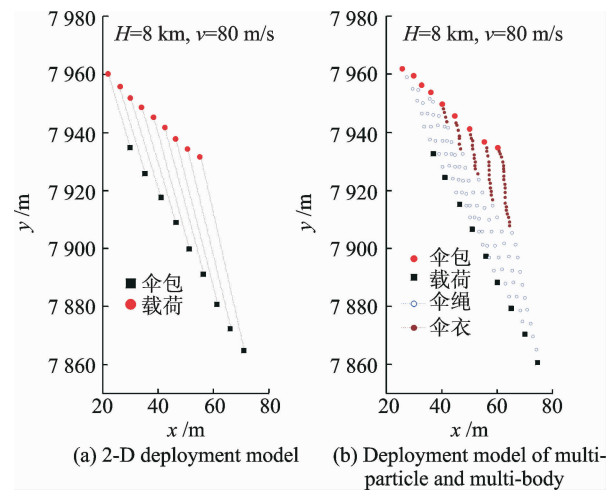 H=8 km, v=80 m/s
7 980
7 960
7 940
7 920
7 900
7 880
7 860
y /m
伞包
载荷
20 40 60 80
x /m
(a) 2-D deployment model
H=8 km, v=80 m/s
7 980
7 960
7 940
7 920
7 900
7 880
7 860
y /m
伞包
载荷
伞绳
伞衣
20 40 60 80
x /m
(b) Deployment model of multi-
particle and multi-body